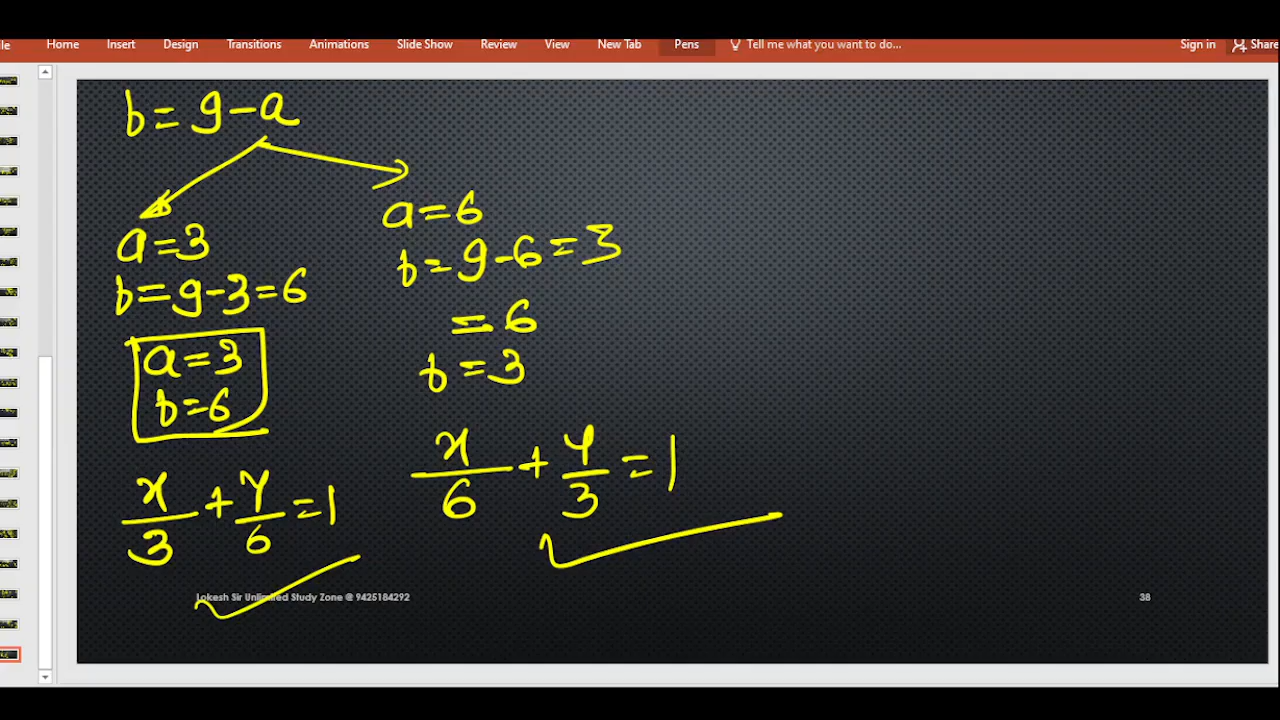 le
Home Insert Design Transitions Animations Slide Show Review View New Tab Pens Tell me what you want to do... Sign in Share
b = 9 - a
a = 3
b = 9 - 3 = 6
a = 3
b = 6
x/3 + y/6 = 1
a = 6
b = 9 - 6 = 3
= 6
b = 3
x/6 + y/3 = 1
Lokesh Sir Unlimited Study Zone @ 9425184292
38